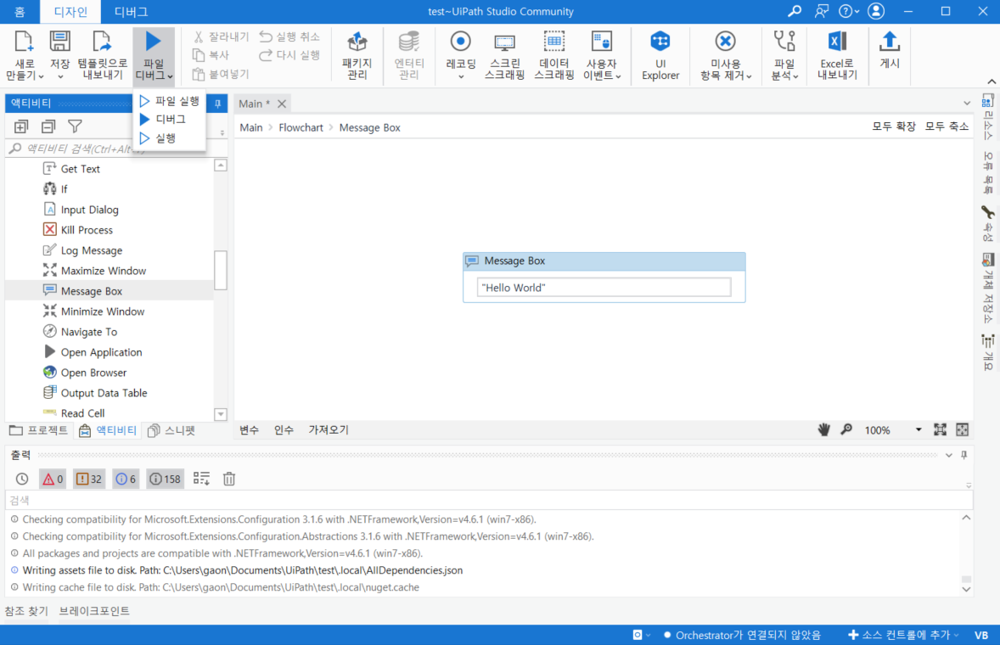 test~UiPath Studio Community
홈 디자인 디버그
새로 만들기
저장
템플릿으로 내보내기
파일 디버그
잘라내기
복사
붙여넣기
실행 취소
다시 실행
패키지 관리
엔터티 관리
레코딩
스크린 스크래핑
데이터 스크래핑
사용자 이벤트
UI Explorer
미사용 항목 제거
파일 분석
Excel로 내보내기
게시
파일 실행
디버그
실행
액티비티
액티비티 검색(Ctrl+Alt
Get Text
If
Input Dialog
Kill Process
Log Message
Maximize Window
Message Box
Minimize Window
Navigate To
Open Application
Open Browser
Output Data Table
Read Cell
프로젝트 액티비티 스니펫
Main *
Main Flowchart Message Box
모두 확장 모두 축소
Message Box
"Hello World"
변수 인수 가져오기
100%
리소스
오류 목록
속성
개체 저장소
개요
출력
0 32 6 158
검색
Checking compatibility for Microsoft.Extensions.Configuration 3.1.6 with .NETFramework,Version=v4.6.1 (win7-x86).
Checking compatibility for Microsoft.Extensions.Configuration.Abstractions 3.1.6 with .NETFramework,Version=v4.6.1 (win7-x86).
All packages and projects are compatible with .NETFramework,Version=v4.6.1 (win7-x86).
Writing assets file to disk. Path: C:\Users\gaon\Documents\UiPath\test\.local\AllDependencies.json
Writing cache file to disk. Path: C:\Users\gaon\Documents\UiPath\test\.local\nuget.cache
참조 찾기 브레이크포인트
Orchestrator가 연결되지 않았음
소스 컨트롤에 추가
VB